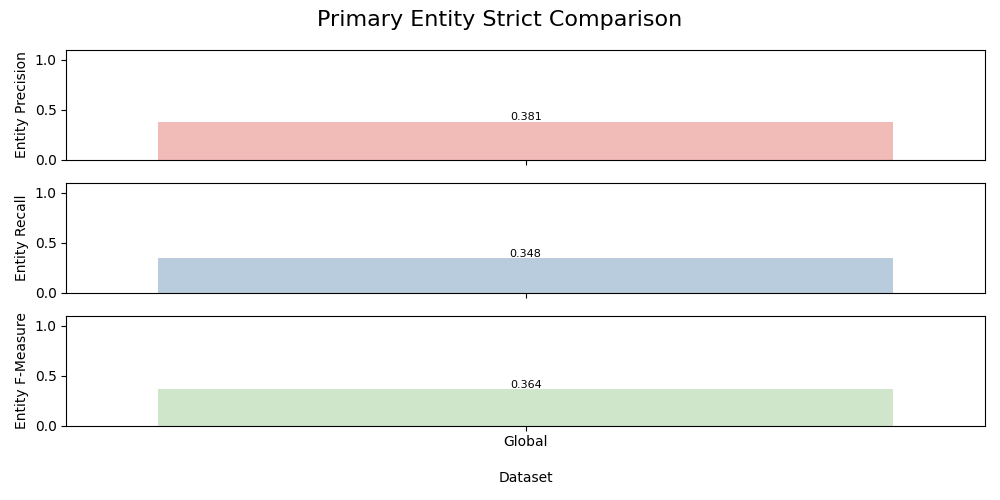 Primary Entity Strict Comparison
Entity Precision
1.0
0.5
0.0
0.381
Entity Recall
1.0
0.5
0.0
0.348
Entity F-Measure
1.0
0.5
0.0
0.364
Global
Dataset